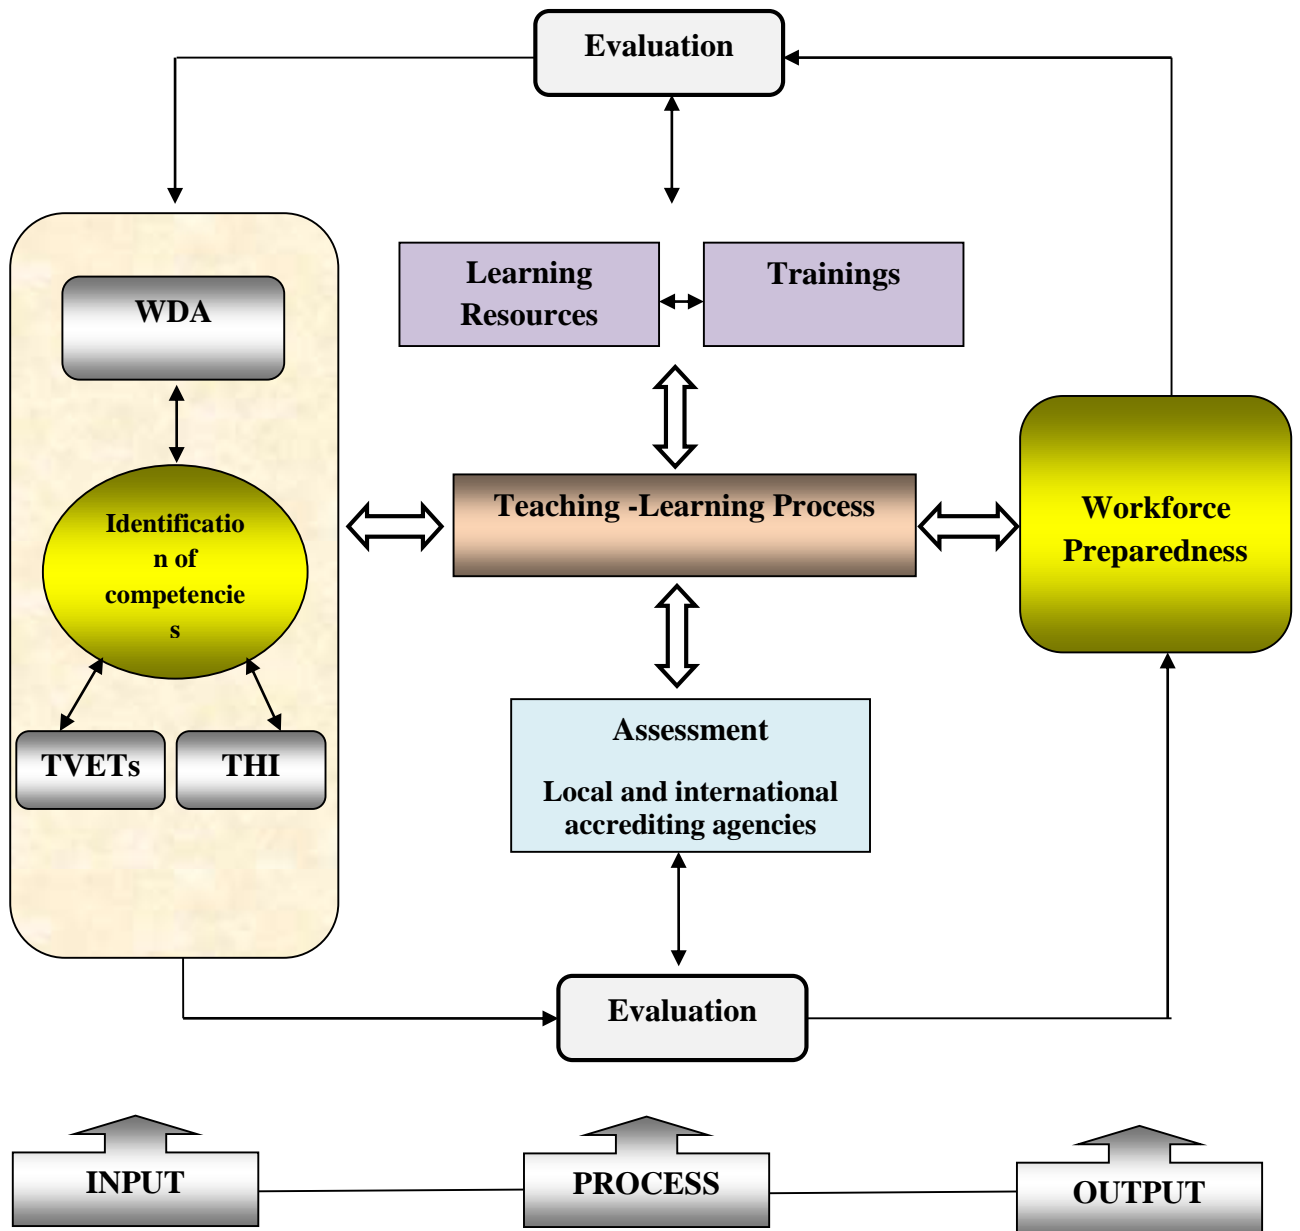 Evaluation
WDA
Identificatio
n of
competencie
s
TVETs
THI
Learning
Resources
Trainings
Teaching -Learning Process
Assessment
Local and international
accrediting agencies
Evaluation
Workforce
Preparedness
INPUT
PROCESS
OUTPUT